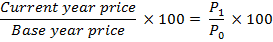 Current year price / Base year price × 100 = P₁ / P₀ × 100